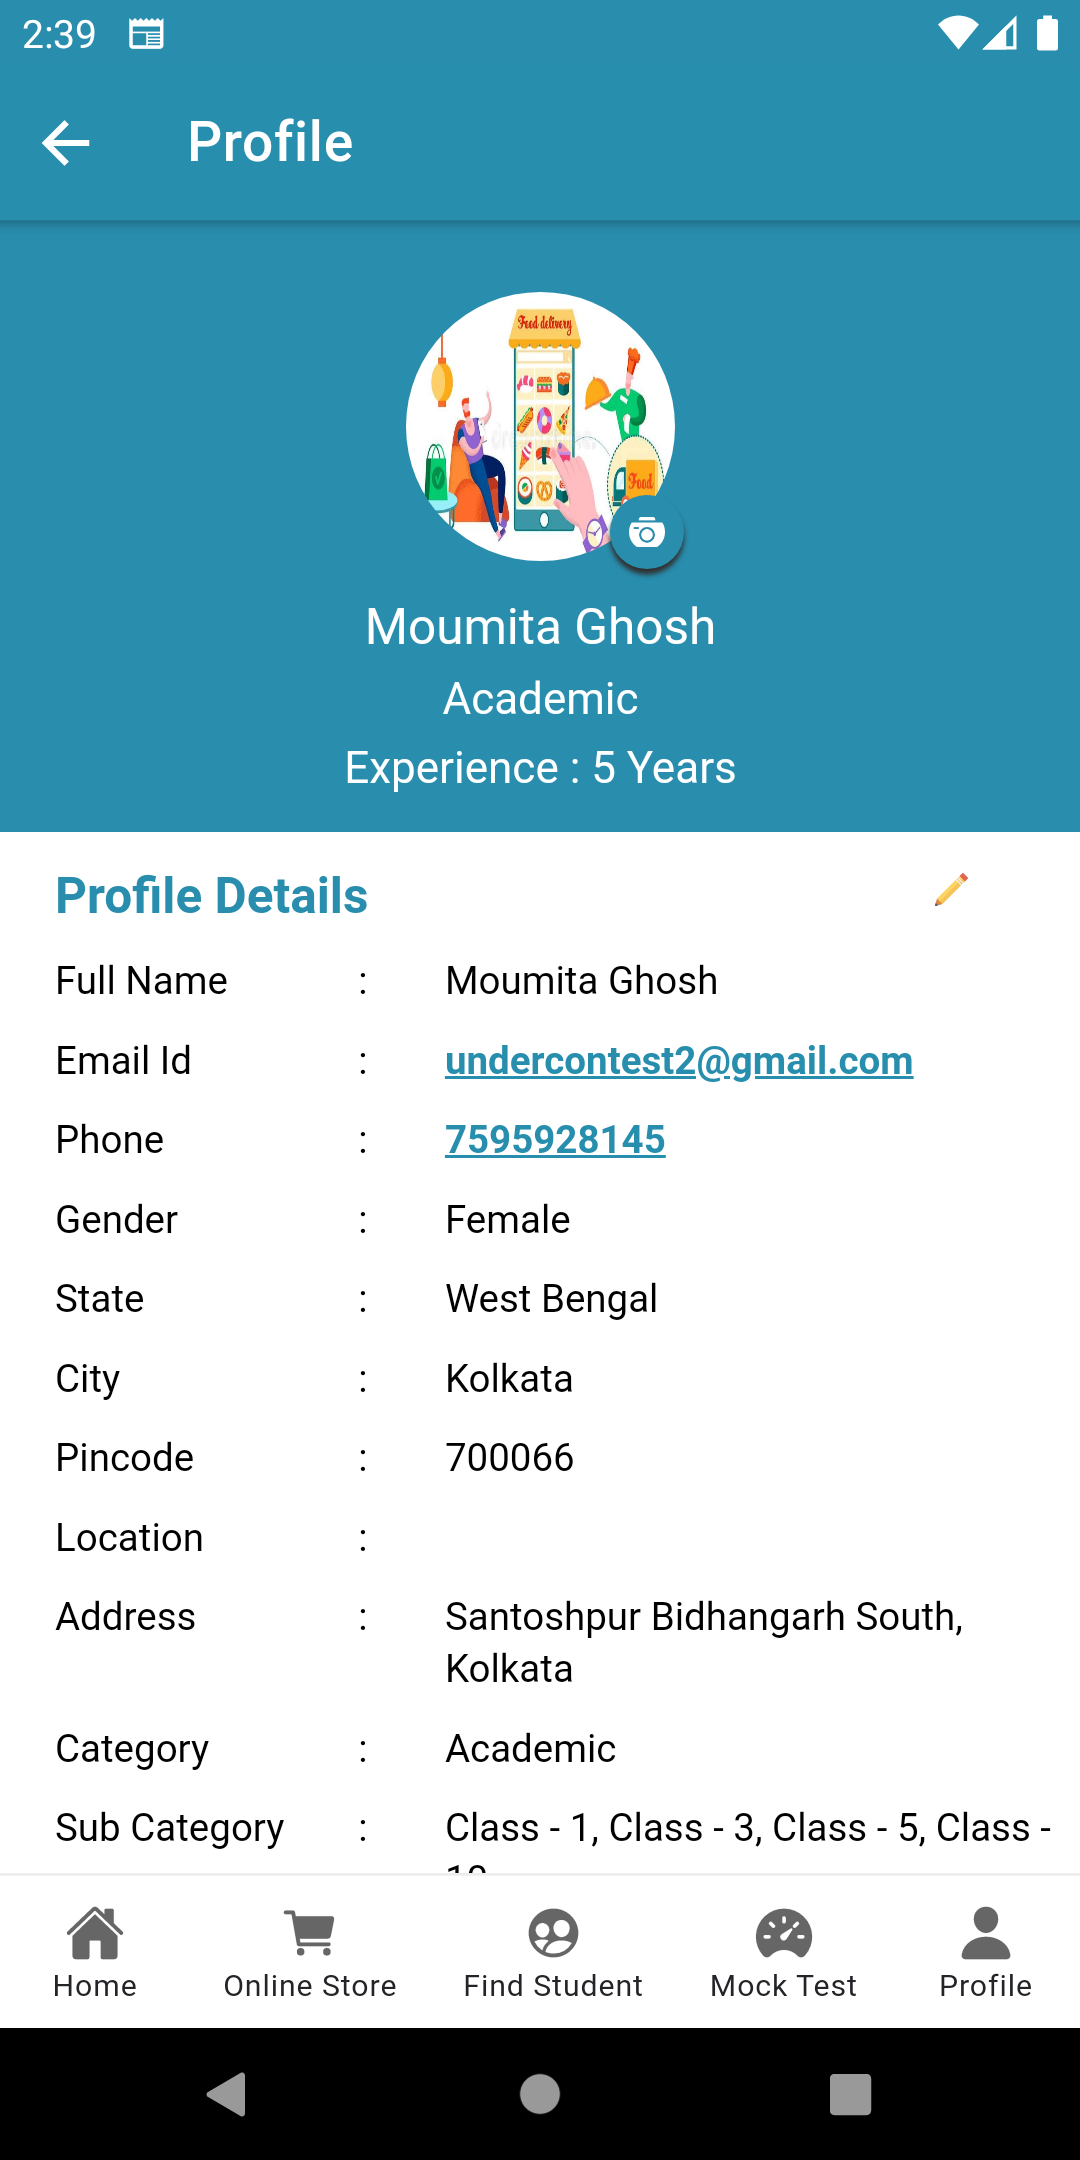 2:39
Profile
Food delivery
Food
Moumita Ghosh
Academic
Experience : 5 Years
Profile Details
Full Name : Moumita Ghosh
Email Id : undercontest2@gmail.com
Phone : 7595928145
Gender : Female
State : West Bengal
City : Kolkata
Pincode : 700066
Location :
Address : Santoshpur Bidhangarh South,
Kolkata
Category : Academic
Sub Category : Class - 1, Class - 3, Class - 5, Class -
Home Online Store Find Student Mock Test Profile